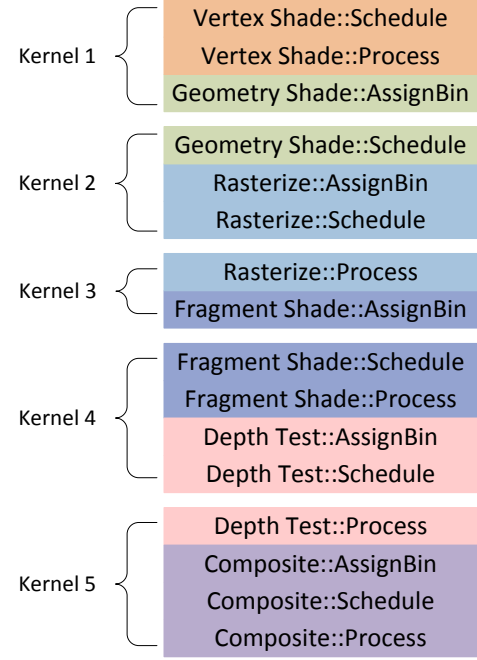 Kernel 1
Vertex Shade::Schedule
Vertex Shade::Process
Geometry Shade::AssignBin
Kernel 2
Geometry Shade::Schedule
Rasterize::AssignBin
Rasterize::Schedule
Kernel 3
Rasterize::Process
Fragment Shade::AssignBin
Kernel 4
Fragment Shade::Schedule
Fragment Shade::Process
Depth Test::AssignBin
Depth Test::Schedule
Kernel 5
Depth Test::Process
Composite::AssignBin
Composite::Schedule
Composite::Process